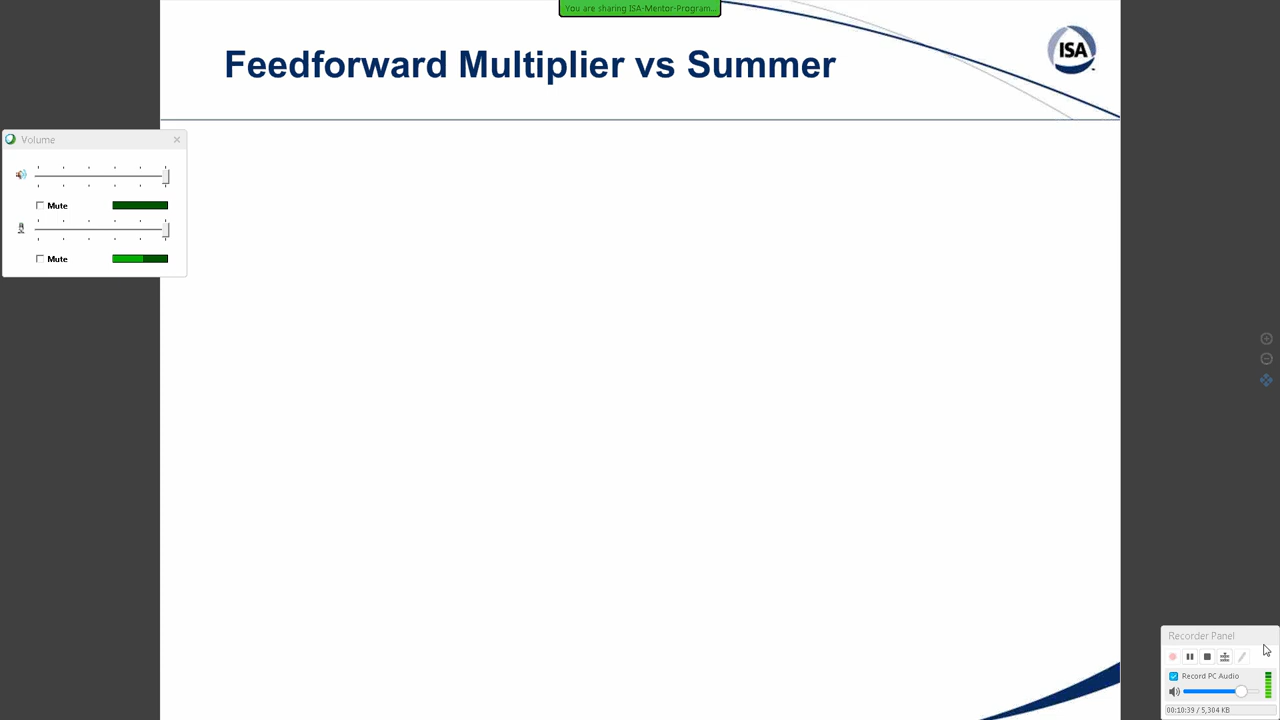 You are sharing ISA-Mentor-Program...
Feedforward Multiplier vs Summer
ISA
Volume
Mute
Mute
Recorder Panel
Record PC Audio
00:10:39 / 5,304 KB